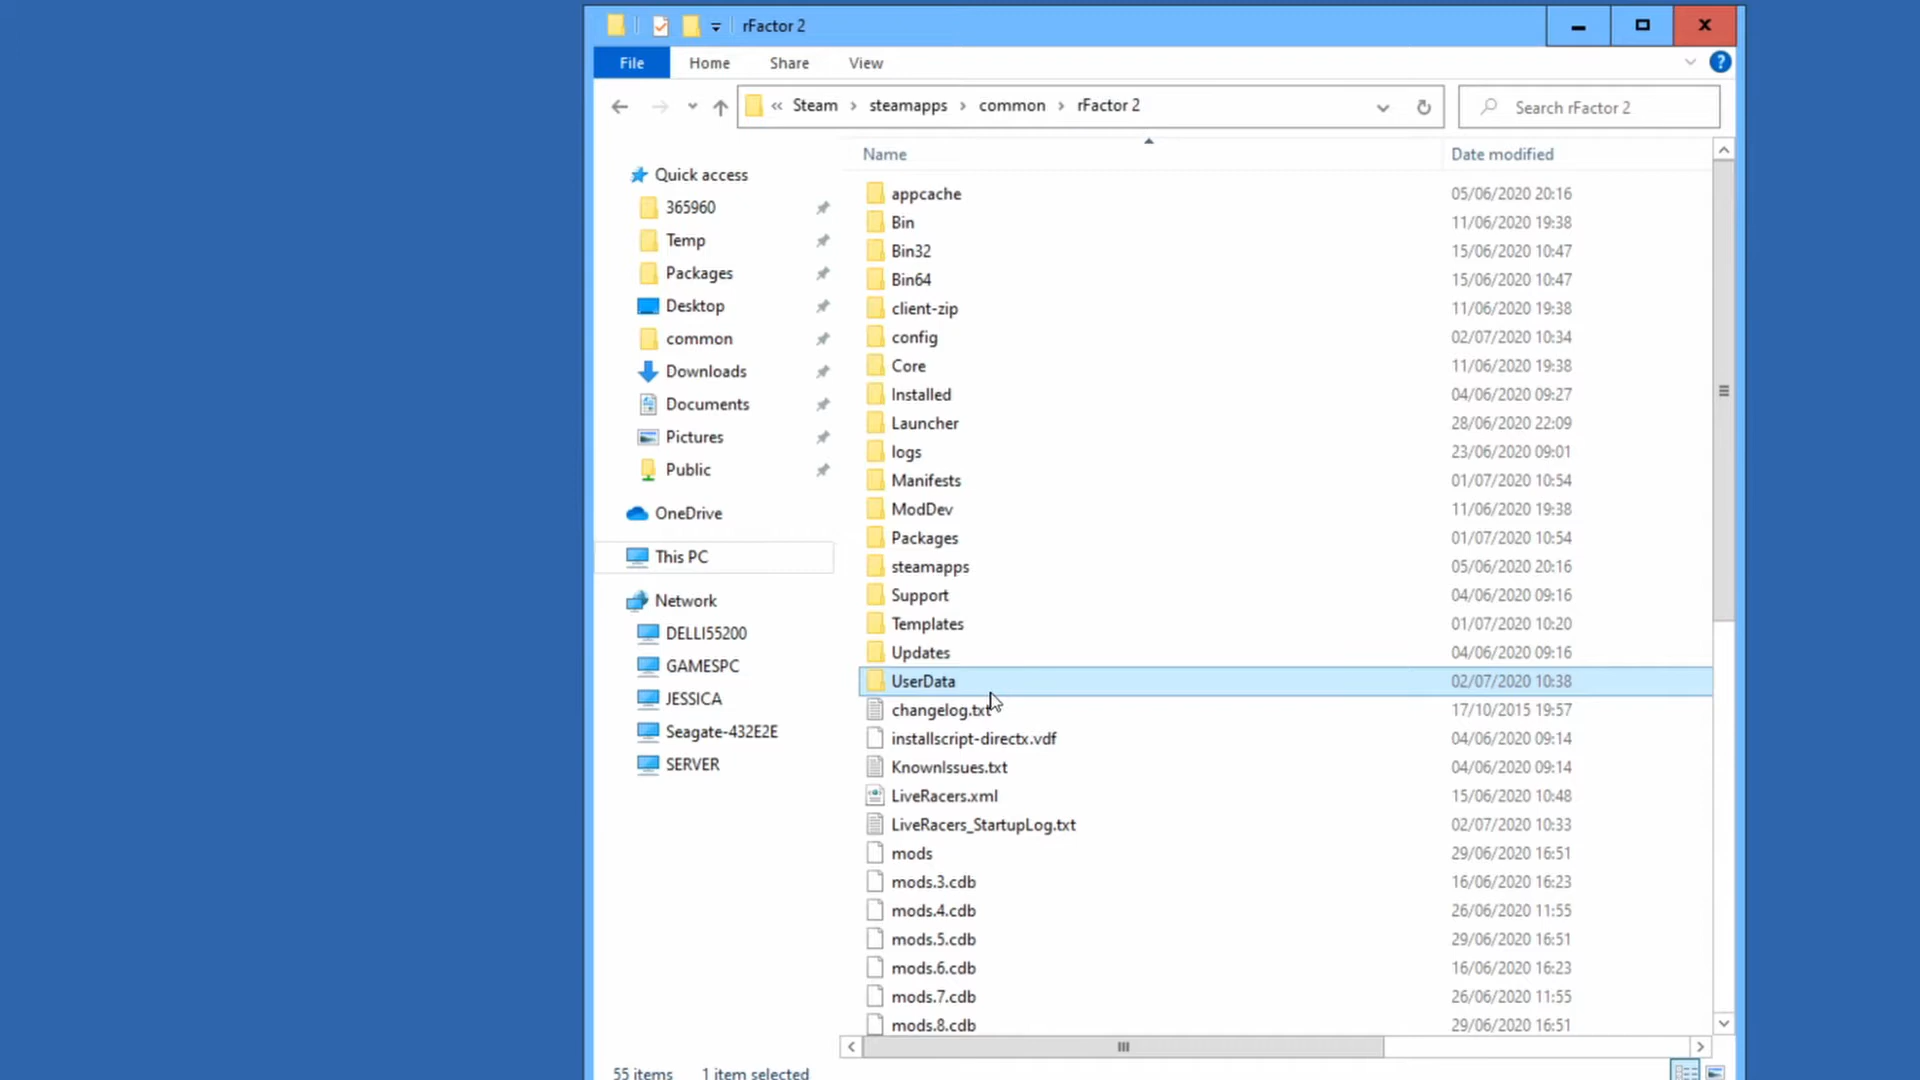 rFactor 2
File Home Share View
Steam steamapps common rFactor 2
Search rFactor 2
Name Date modified
Quick access
365960
Temp
Packages
Desktop
common
Downloads
Documents
Pictures
Public
OneDrive
This PC
Network
DELLI55200
GAMESPC
JESSICA
Seagate-432E2E
SERVER
appcache 05/06/2020 20:16
Bin 11/06/2020 19:38
Bin32 15/06/2020 10:47
Bin64 15/06/2020 10:47
client-zip 11/06/2020 19:38
config 02/07/2020 10:34
Core 11/06/2020 19:38
Installed 04/06/2020 09:27
Launcher 28/06/2020 22:09
logs 23/06/2020 09:01
Manifests 01/07/2020 10:54
ModDev 11/06/2020 19:38
Packages 01/07/2020 10:54
steamapps 05/06/2020 20:16
Support 04/06/2020 09:16
Templates 01/07/2020 10:20
Updates 04/06/2020 09:16
UserData 02/07/2020 10:38
changelog.txt 17/10/2015 19:57
installscript-directx.vdf 04/06/2020 09:14
KnownIssues.txt 04/06/2020 09:14
LiveRacers.xml 15/06/2020 10:48
LiveRacers_StartupLog.txt 02/07/2020 10:33
mods 29/06/2020 16:51
mods.3.cdb 16/06/2020 16:23
mods.4.cdb 26/06/2020 11:55
mods.5.cdb 29/06/2020 16:51
mods.6.cdb 16/06/2020 16:23
mods.7.cdb 26/06/2020 11:55
mods.8.cdb 29/06/2020 16:51
55 items 1 item selected